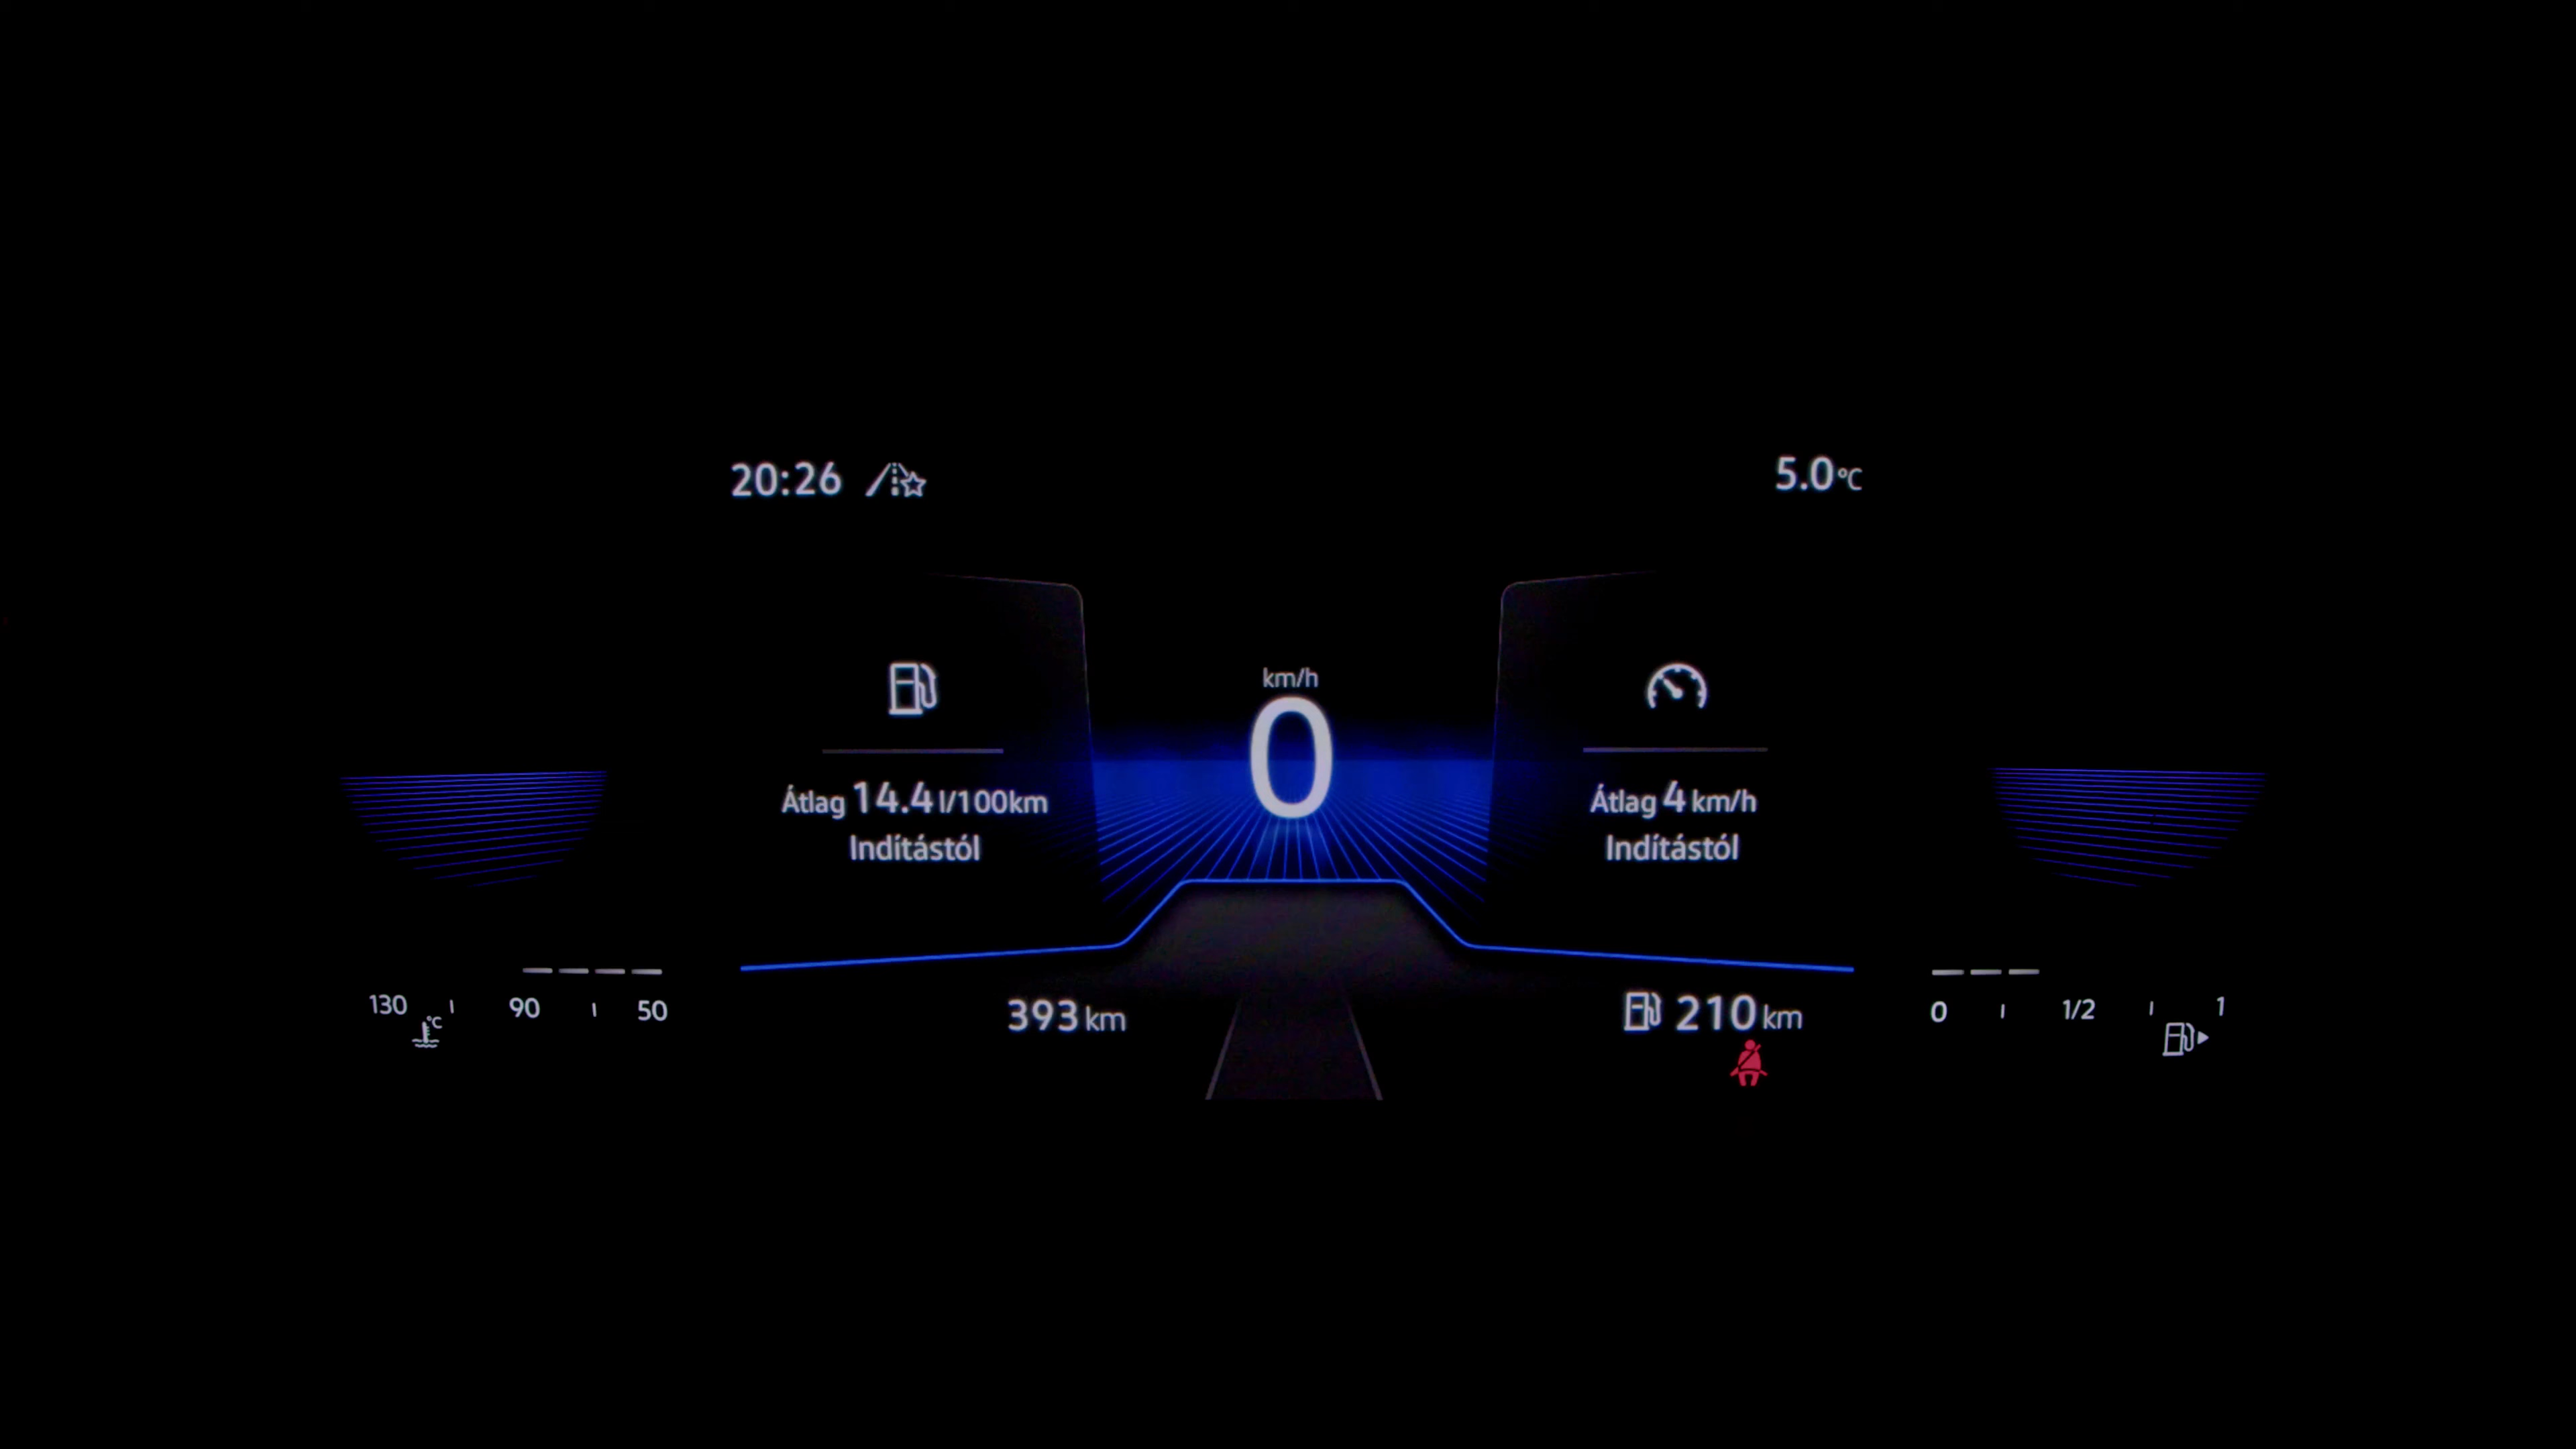 20:26
5.0°C
km/h
0
Átlag 14.4 l/100km
Indítástól
Átlag 4 km/h
Indítástól
130 90 50
°C
393 km
210 km
0 1/2 1